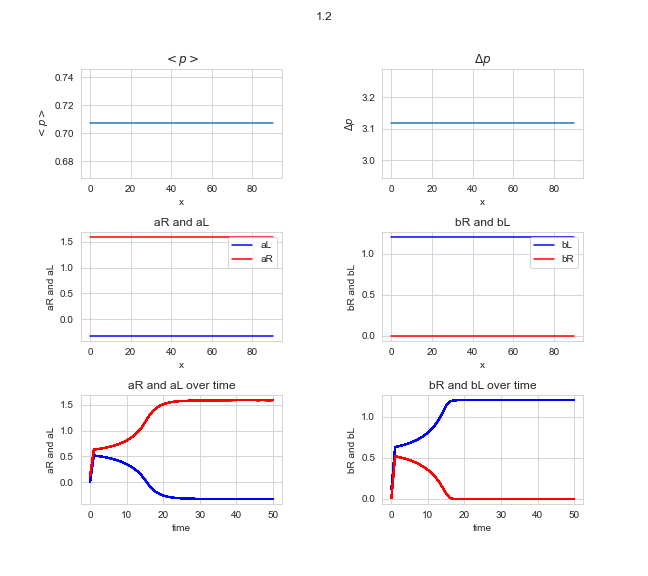 1.2
< p >
Δp
0.74
0.72
0.70
0.68
< p >
0 20 40 60 80
x
3.2
3.1
3.0
Δp
0 20 40 60 80
x
aR and aL
1.5
1.0
0.5
0.0
aR and aL
aL
aR
0 20 40 60 80
x
bR and bL
1.0
0.5
0.0
bR and bL
bL
bR
0 20 40 60 80
x
aR and aL over time
1.5
1.0
0.5
0.0
aR and aL
0 10 20 30 40 50
time
bR and bL over time
1.0
0.5
0.0
bR and bL
0 10 20 30 40 50
time